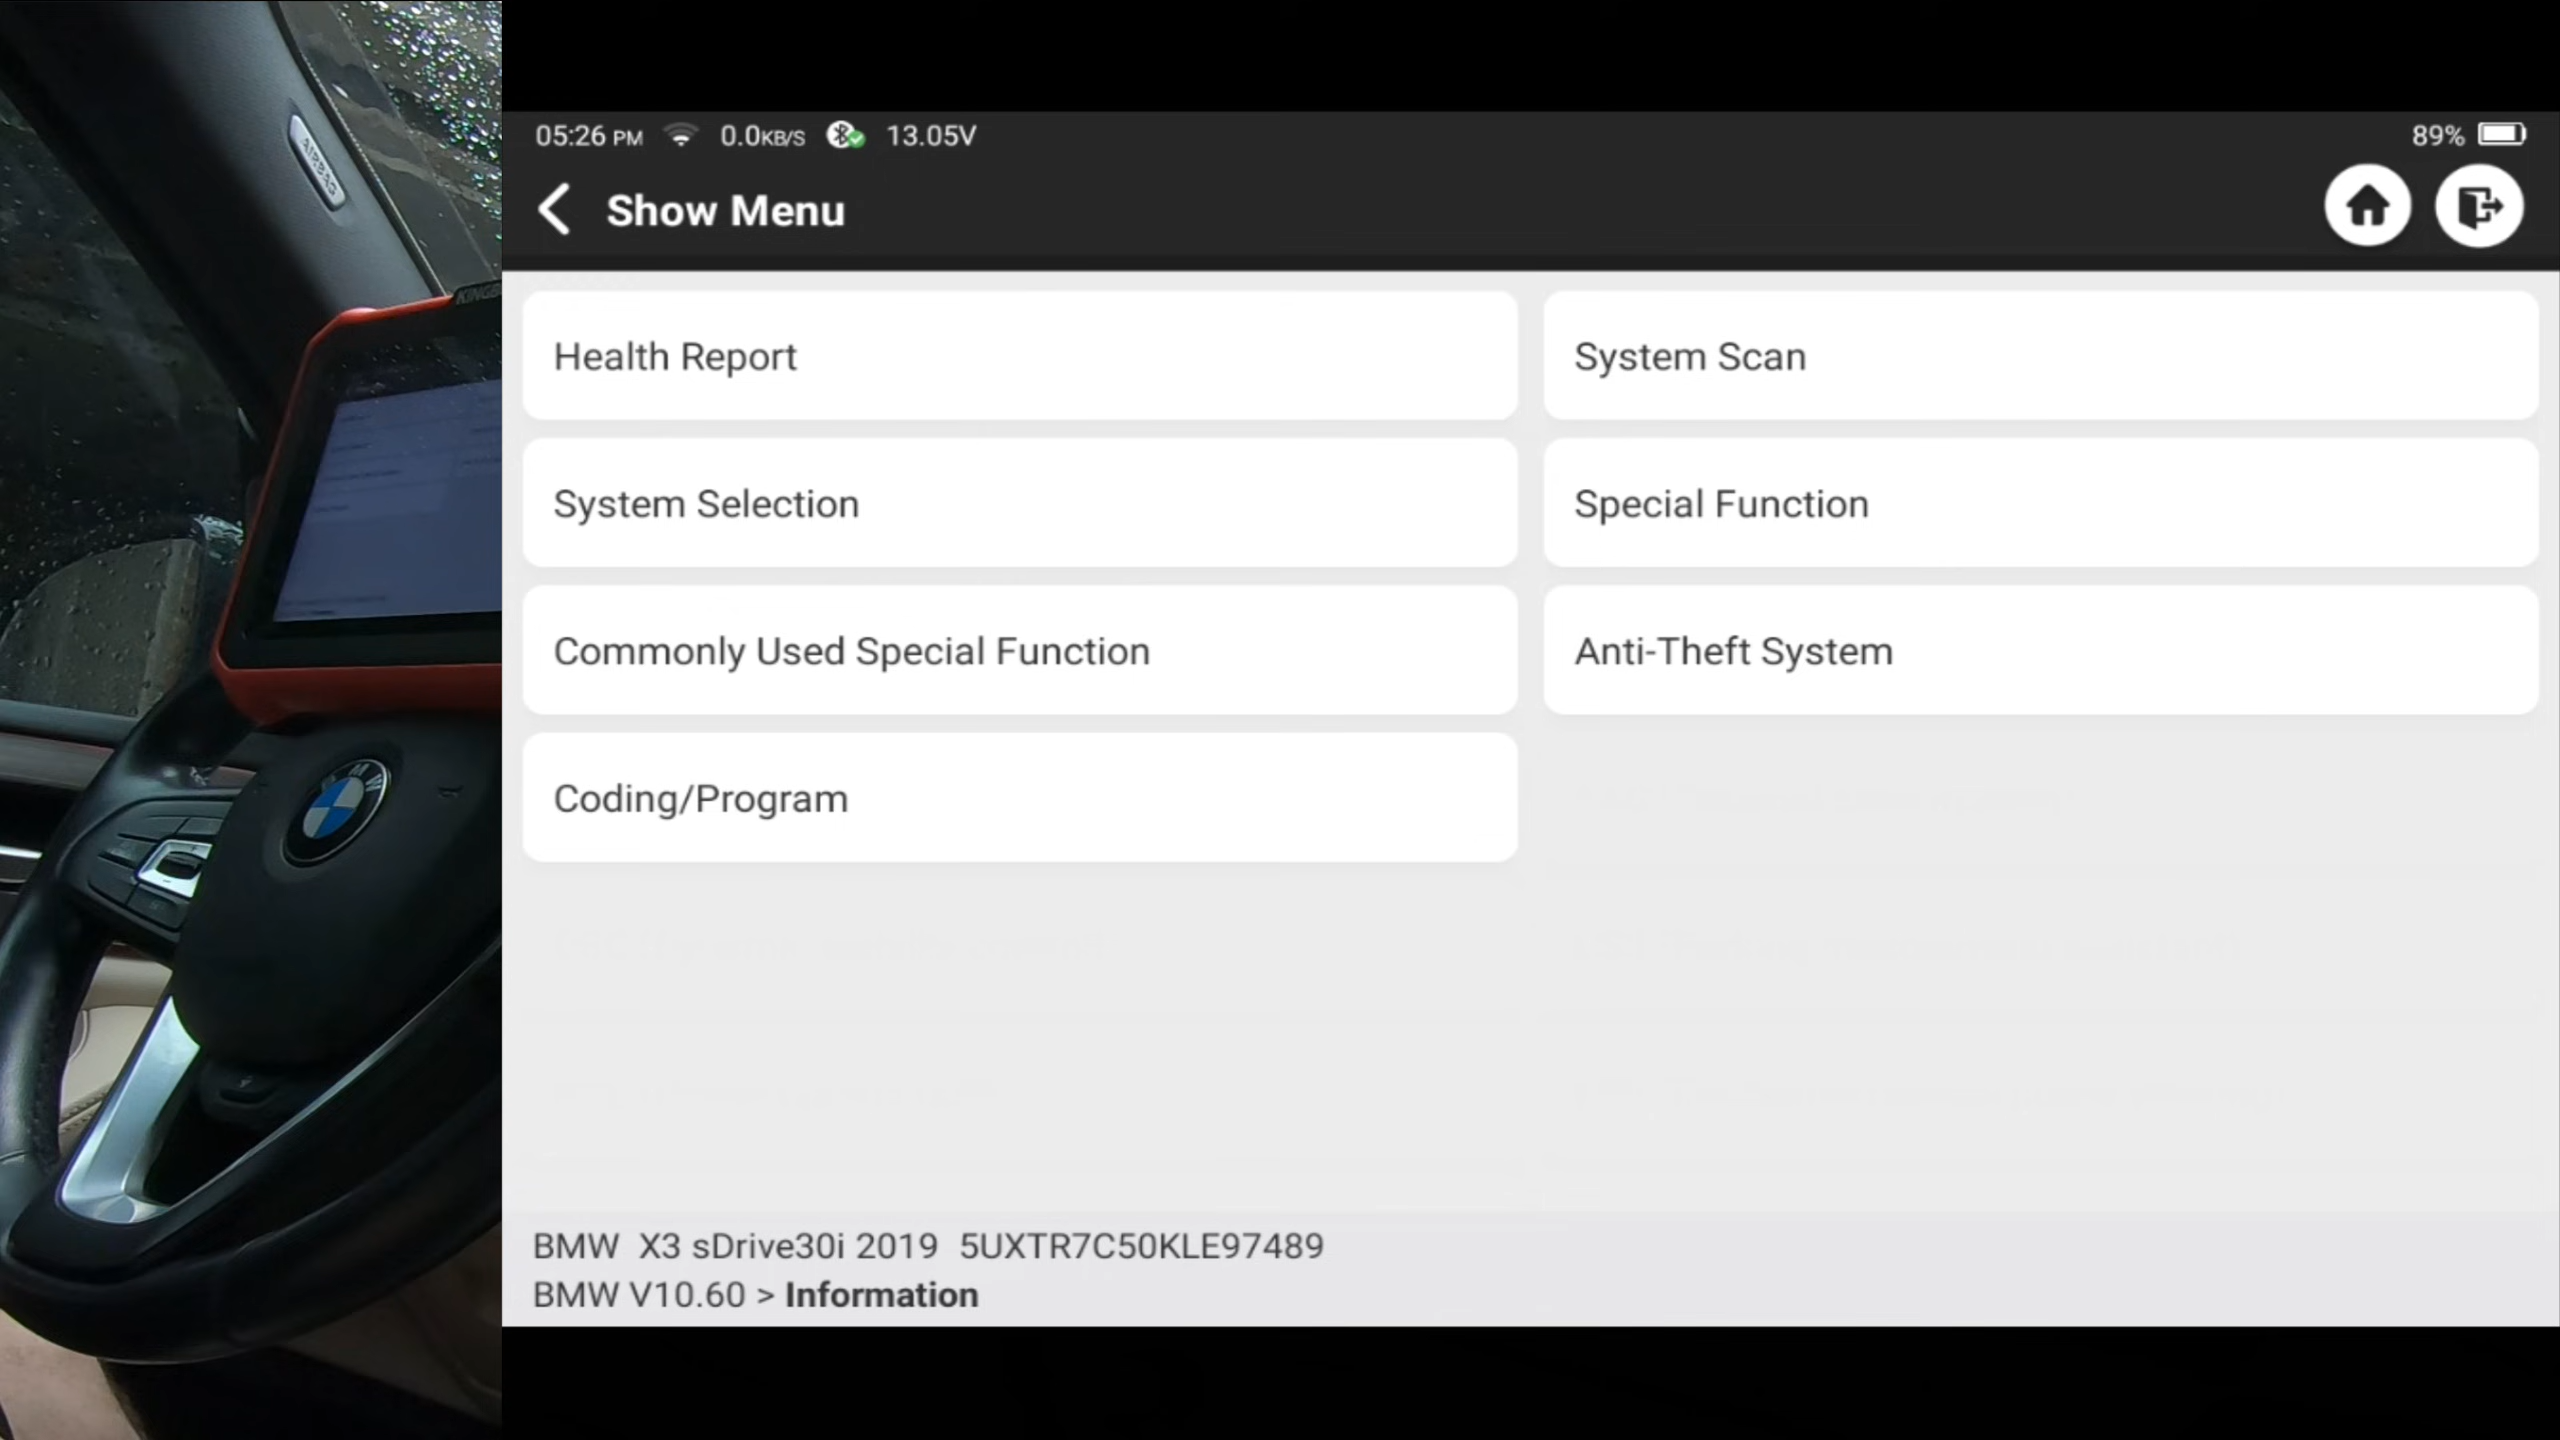 AIRBAG
05:26 PM 0.0KB/S 13.05V 89%
Show Menu
Health Report
System Scan
System Selection
Special Function
Commonly Used Special Function
Anti-Theft System
Coding/Program
BMW X3 sDrive30i 2019 5UXTR7C50KLE97489
BMW V10.60 > Information